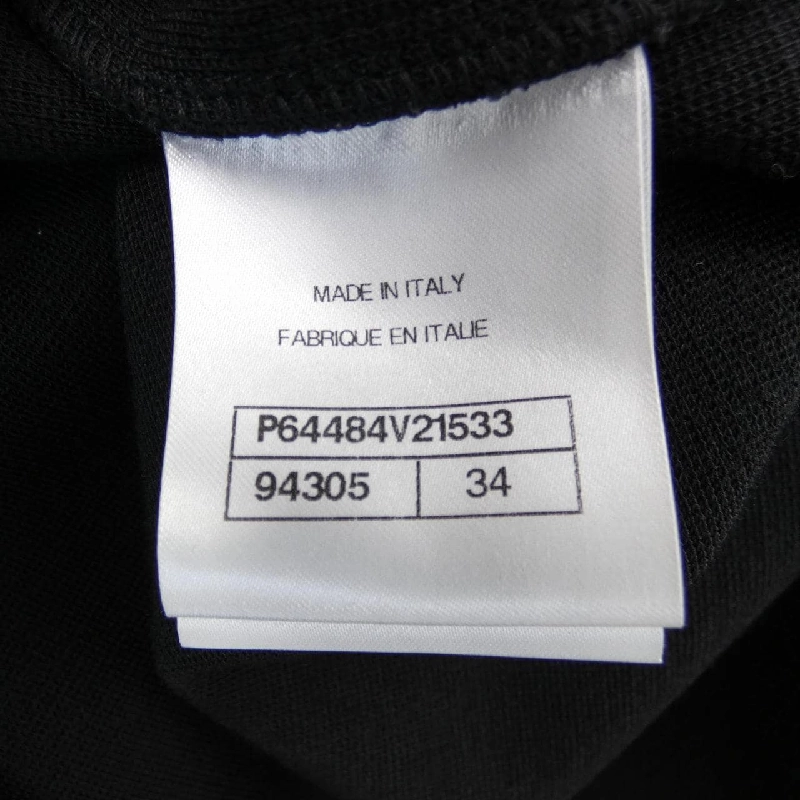 MADE IN ITALY
FABRIQUE EN ITALIE
P64484V21533
94305 34